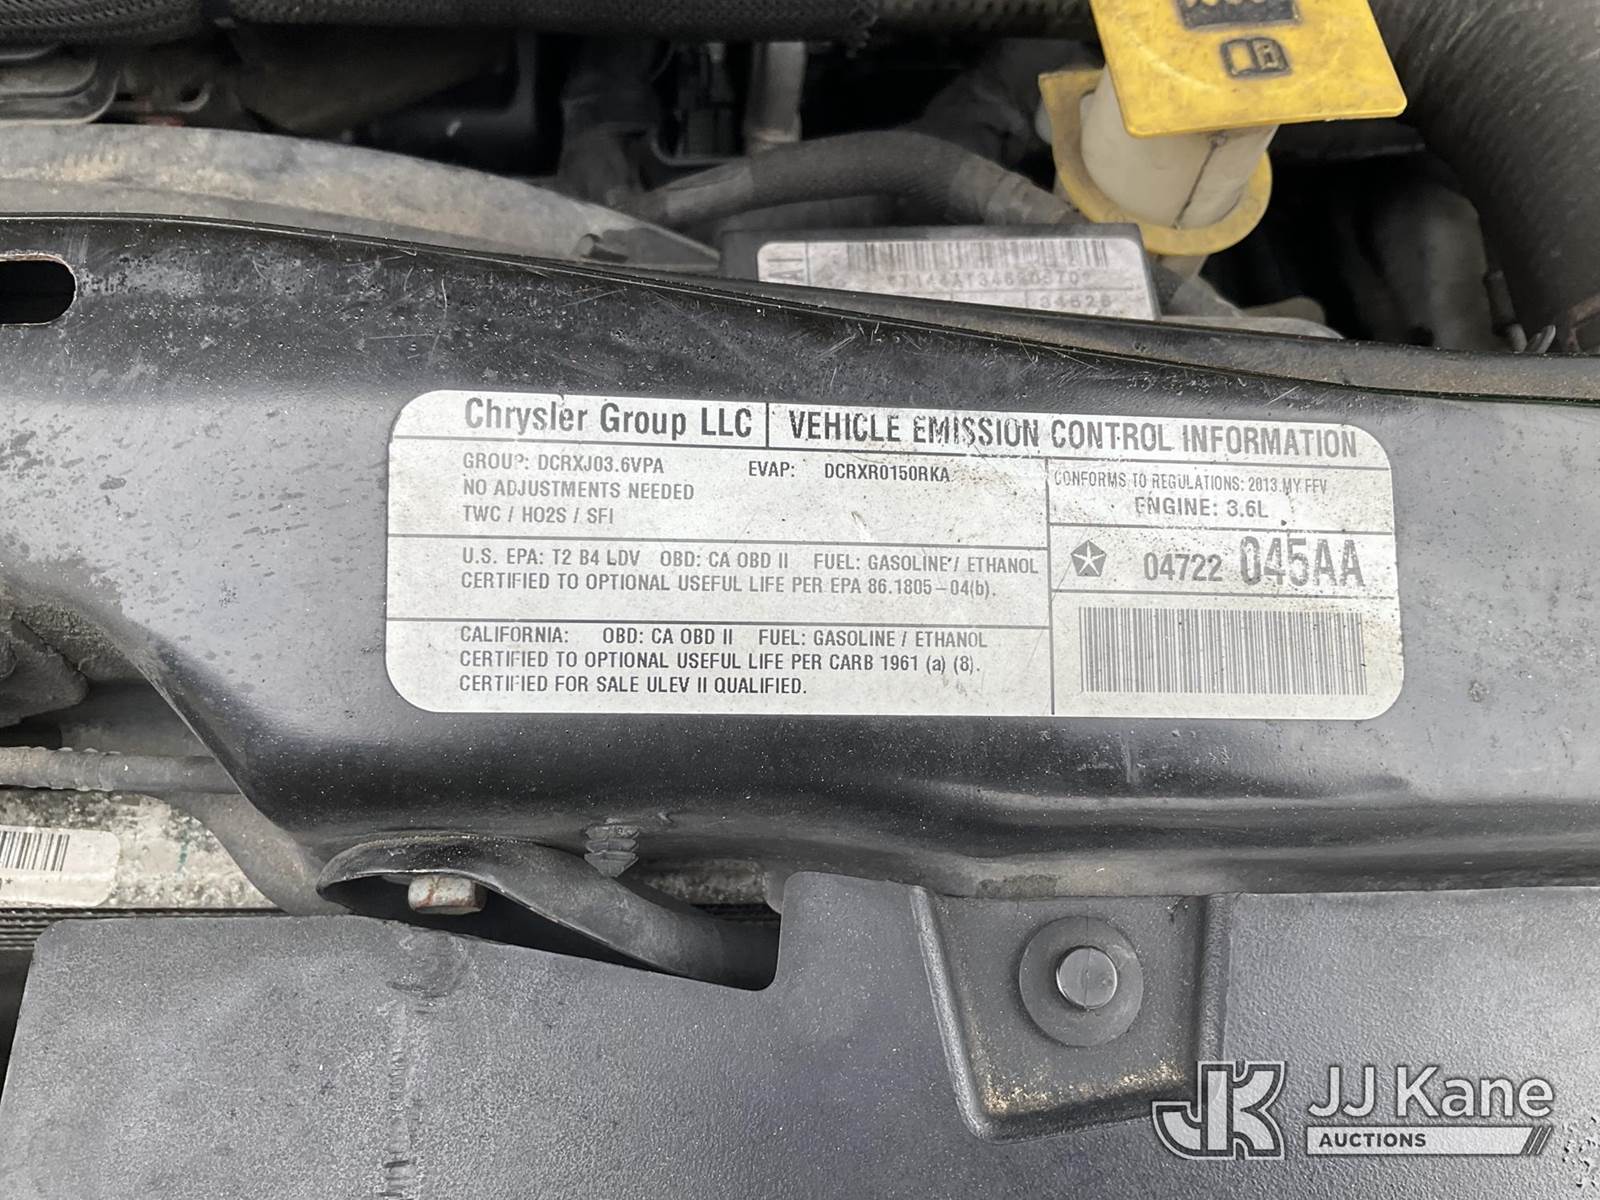 34628
Chrysler Group LLC | VEHICLE EMISSION CONTROL INFORMATION
GROUP: DCRXJ03.6VPA EVAP: DCRXR0150RKA
NO ADJUSTMENTS NEEDED
TWC / HO2S / SFI
CONFORMS TO REGULATIONS: 2013 MY FFV
ENGINE: 3.6L
U.S. EPA: T2 B4 LDV OBD: CA OBD II FUEL: GASOLINE / ETHANOL
CERTIFIED TO OPTIONAL USEFUL LIFE PER EPA 86.1805-04(b).
04722 045AA
CALIFORNIA: OBD: CA OBD II FUEL: GASOLINE / ETHANOL
CERTIFIED TO OPTIONAL USEFUL LIFE PER CARB 1961 (a) (8).
CERTIFIED FOR SALE ULEV II QUALIFIED.
JK JJ Kane
AUCTIONS